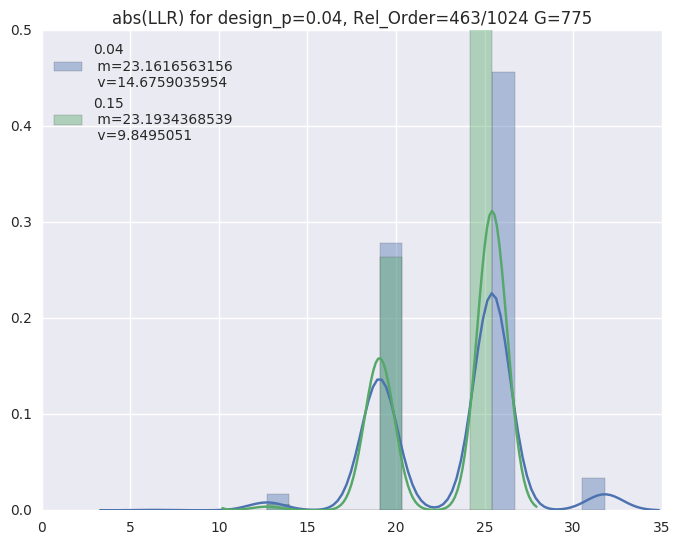 abs(LLR) for design_p=0.04, Rel_Order=463/1024 G=775
0.5
0.4
0.3
0.2
0.1
0.0
0.04
m=23.1616563156
v=14.6759035954
0.15
m=23.1934368539
v=9.8495051
0 5 10 15 20 25 30 35